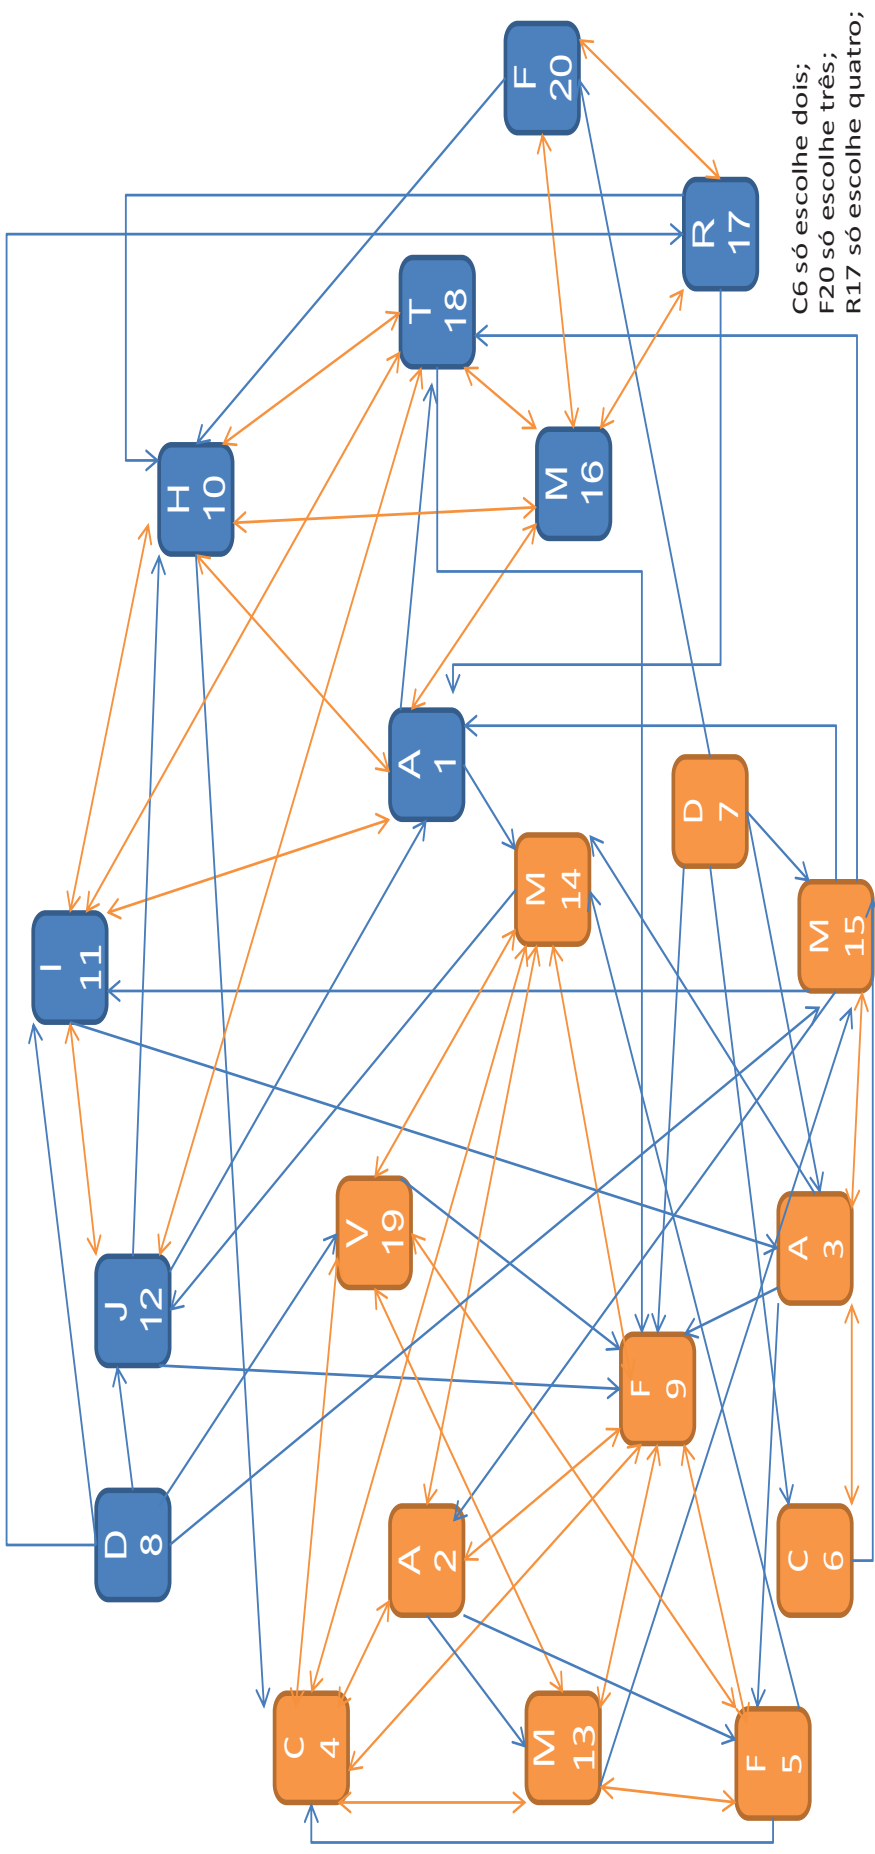 I
11
D
8
J
12
H
10
C
4
V
19
A
2
A
1
T
18
F
20
M
14
M
13
M
16
F
9
D
7
R
17
F
5
C
6
A
3
M
15
C6 só escolhe dois;
F20 só escolhe três;
R17 só escolhe quatro;